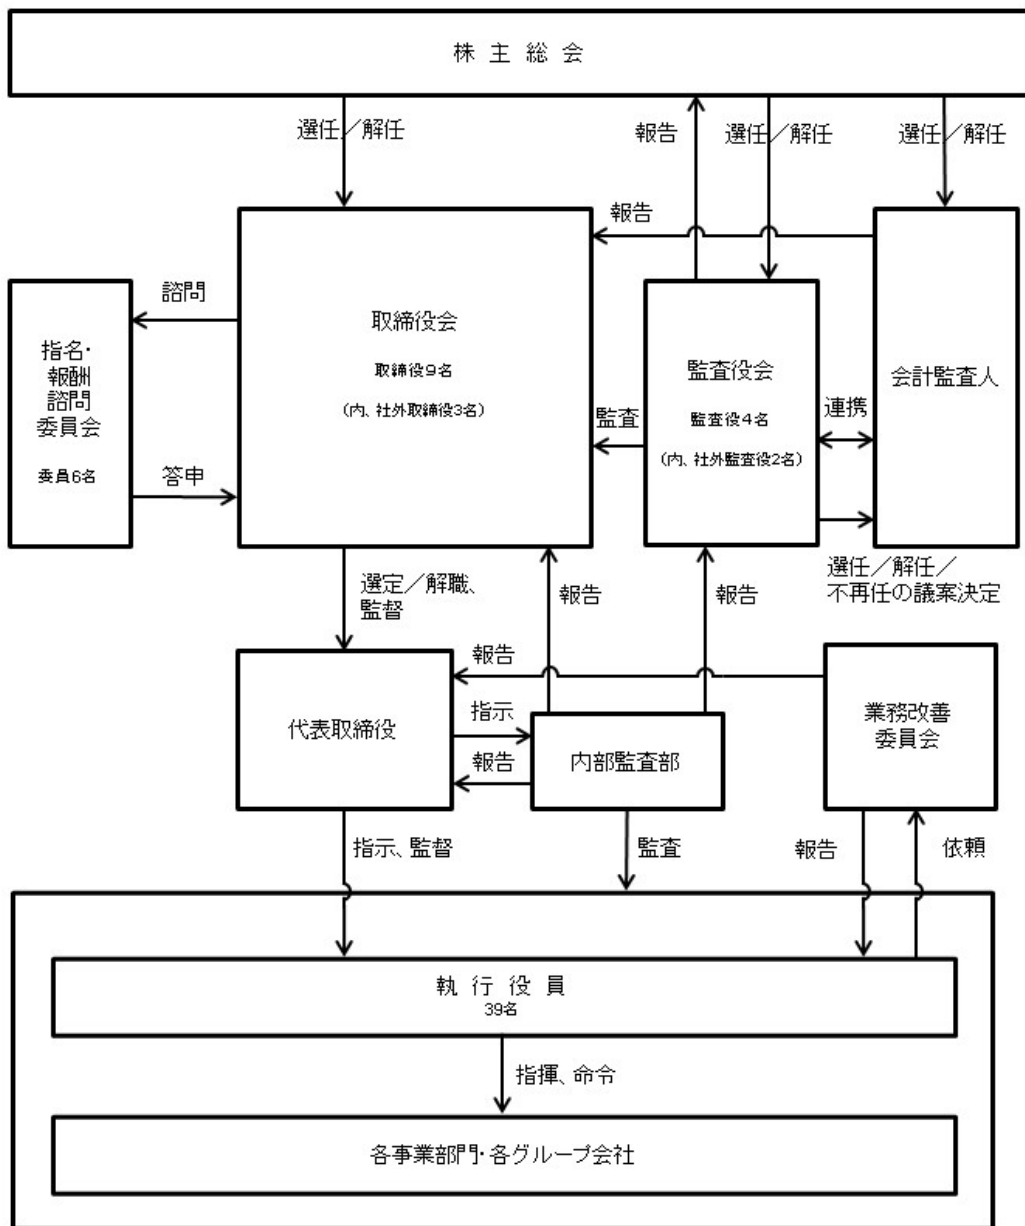 株主総会
選任／解任
報告
選任／解任
選任／解任
報告
諮問
取締役会
取締役9名
（内、社外取締役3名）
指名・
報酬
諮問
委員会
委員6名
答申
監査役会
監査役4名
（内、社外監査役2名）
監査
連携
会計監査人
選任／解任／
不再任の議案決定
選定／解職、
監督
報告
報告
代表取締役
報告
指示
報告
内部監査部
業務改善
委員会
指示、監督
監査
報告
依頼
執行役員
39名
指揮、命令
各事業部門・各グループ会社